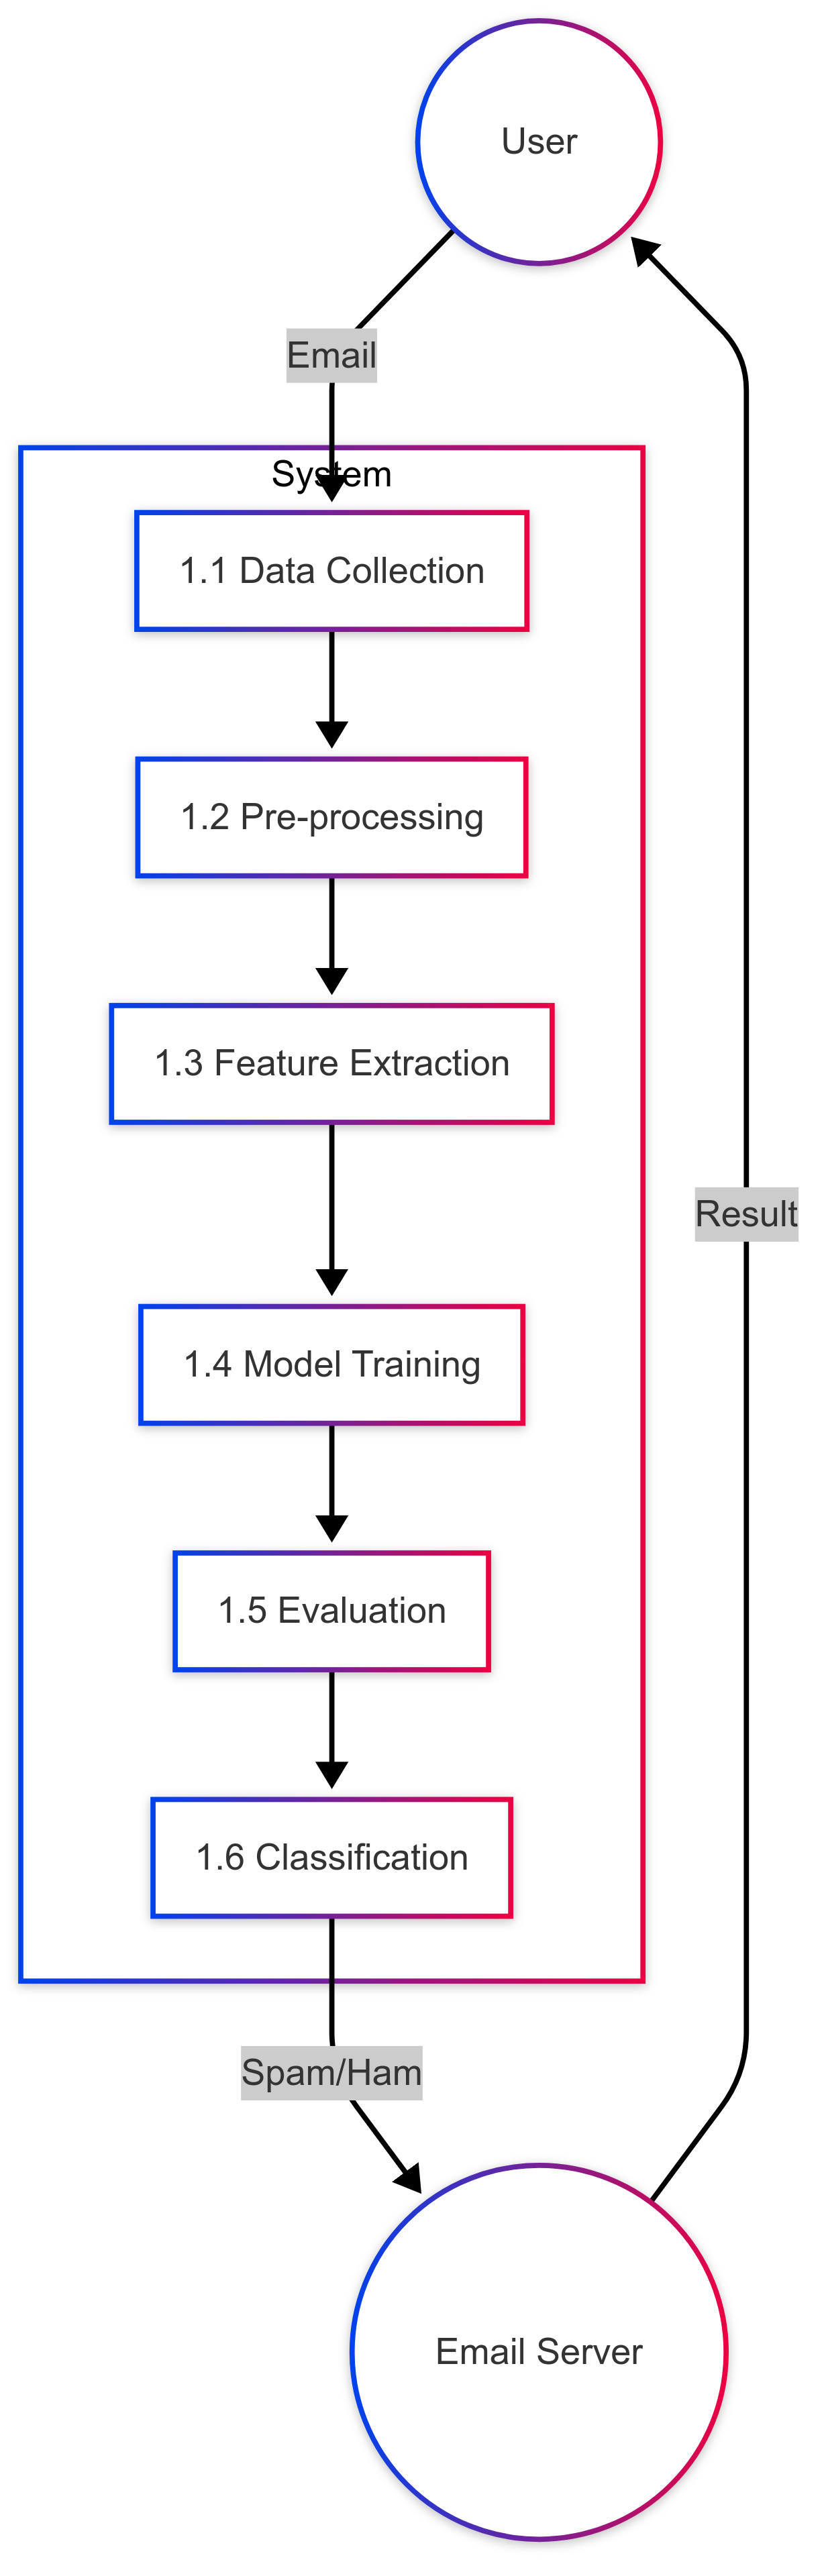 User
Email
System
1.1 Data Collection
1.2 Pre-processing
1.3 Feature Extraction
Result
1.4 Model Training
1.5 Evaluation
1.6 Classification
Spam/Ham
Email Server